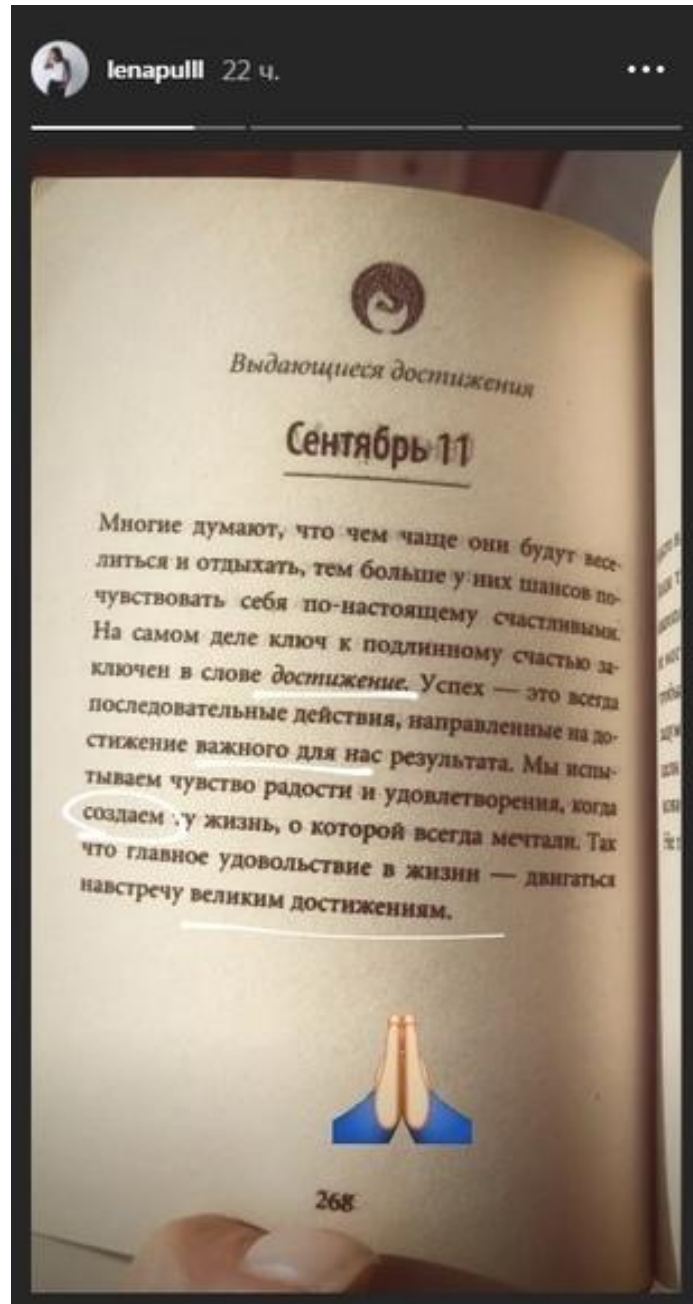 lenapulll 22 ч.
Выдающиеся достижения
Сентябрь 11
Многие думают, что чем чаще они будут весе-
литься и отдыхать, тем больше у них шансов по-
чувствовать себя по-настоящему счастливыми.
На самом деле ключ к подлинному счастью за-
ключен в слове достижение. Успех — это всегда
последовательные действия, направленные на до-
стижение важного для нас результата. Мы испы-
тываем чувство радости и удовлетворения, когда
создаем ту жизнь, о которой всегда мечтали. Так
что главное удовольствие в жизни — двигаться
навстречу великим достижениям.
268